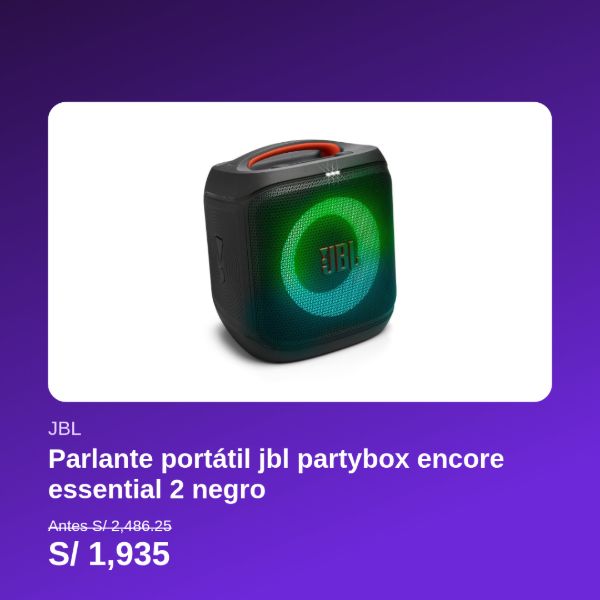 JBL
JBL
Parlante portátil jbl partybox encore
essential 2 negro
Antes S/ 2,486.25
S/ 1,935